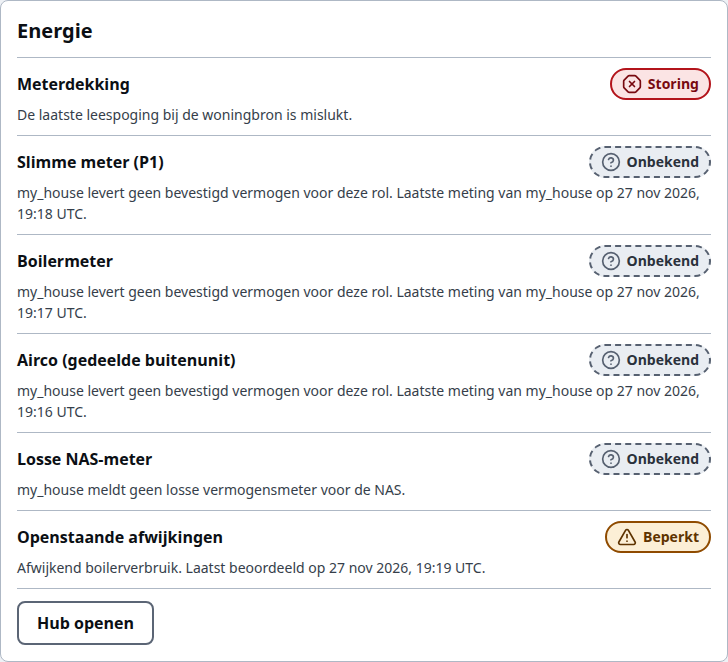 Energie
Meterdekking
Storing
De laatste leespoging bij de woningbron is mislukt.
Slimme meter (P1)
Onbekend
my_house levert geen bevestigd vermogen voor deze rol. Laatste meting van my_house op 27 nov 2026,
19:18 UTC.
Boilermeter
Onbekend
my_house levert geen bevestigd vermogen voor deze rol. Laatste meting van my_house op 27 nov 2026,
19:17 UTC.
Airco (gedeelde buitenunit)
Onbekend
my_house levert geen bevestigd vermogen voor deze rol. Laatste meting van my_house op 27 nov 2026,
19:16 UTC.
Losse NAS-meter
Onbekend
my_house meldt geen losse vermogensmeter voor de NAS.
Openstaande afwijkingen
Beperkt
Afwijkend boilerverbruik. Laatst beoordeeld op 27 nov 2026, 19:19 UTC.
Hub openen